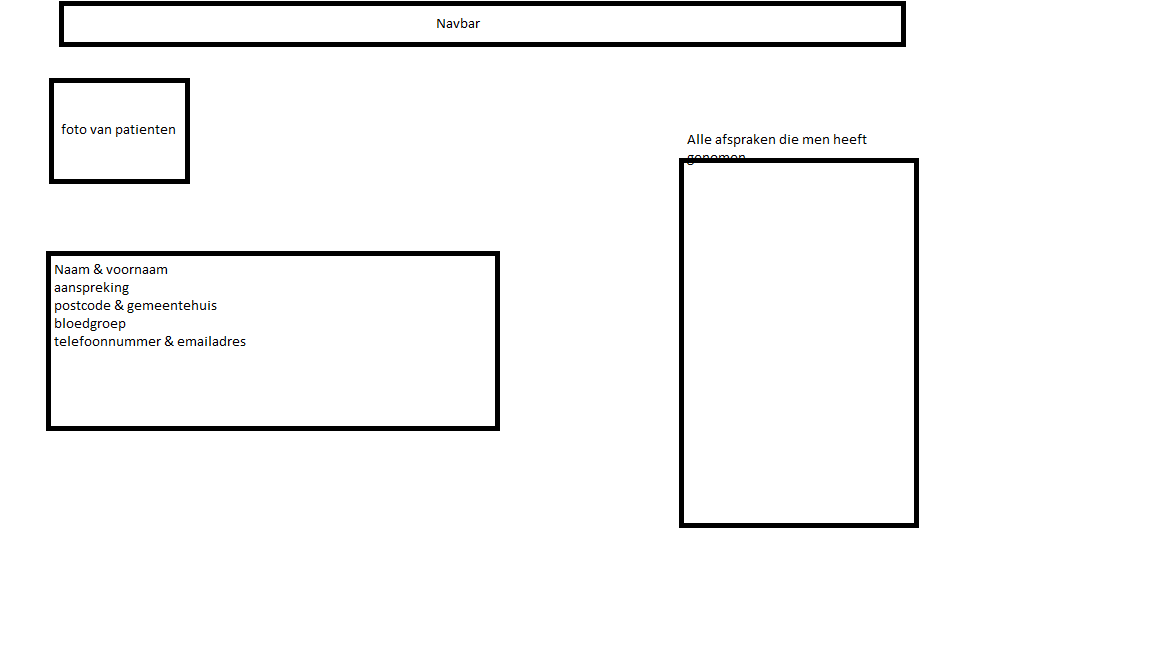 Navbar
foto van patienten
Alle afspraken die men heeft
genomen
Naam & voornaam
aanspreking
postcode & gemeentehuis
bloedgroep
telefoonnummer & emailadres